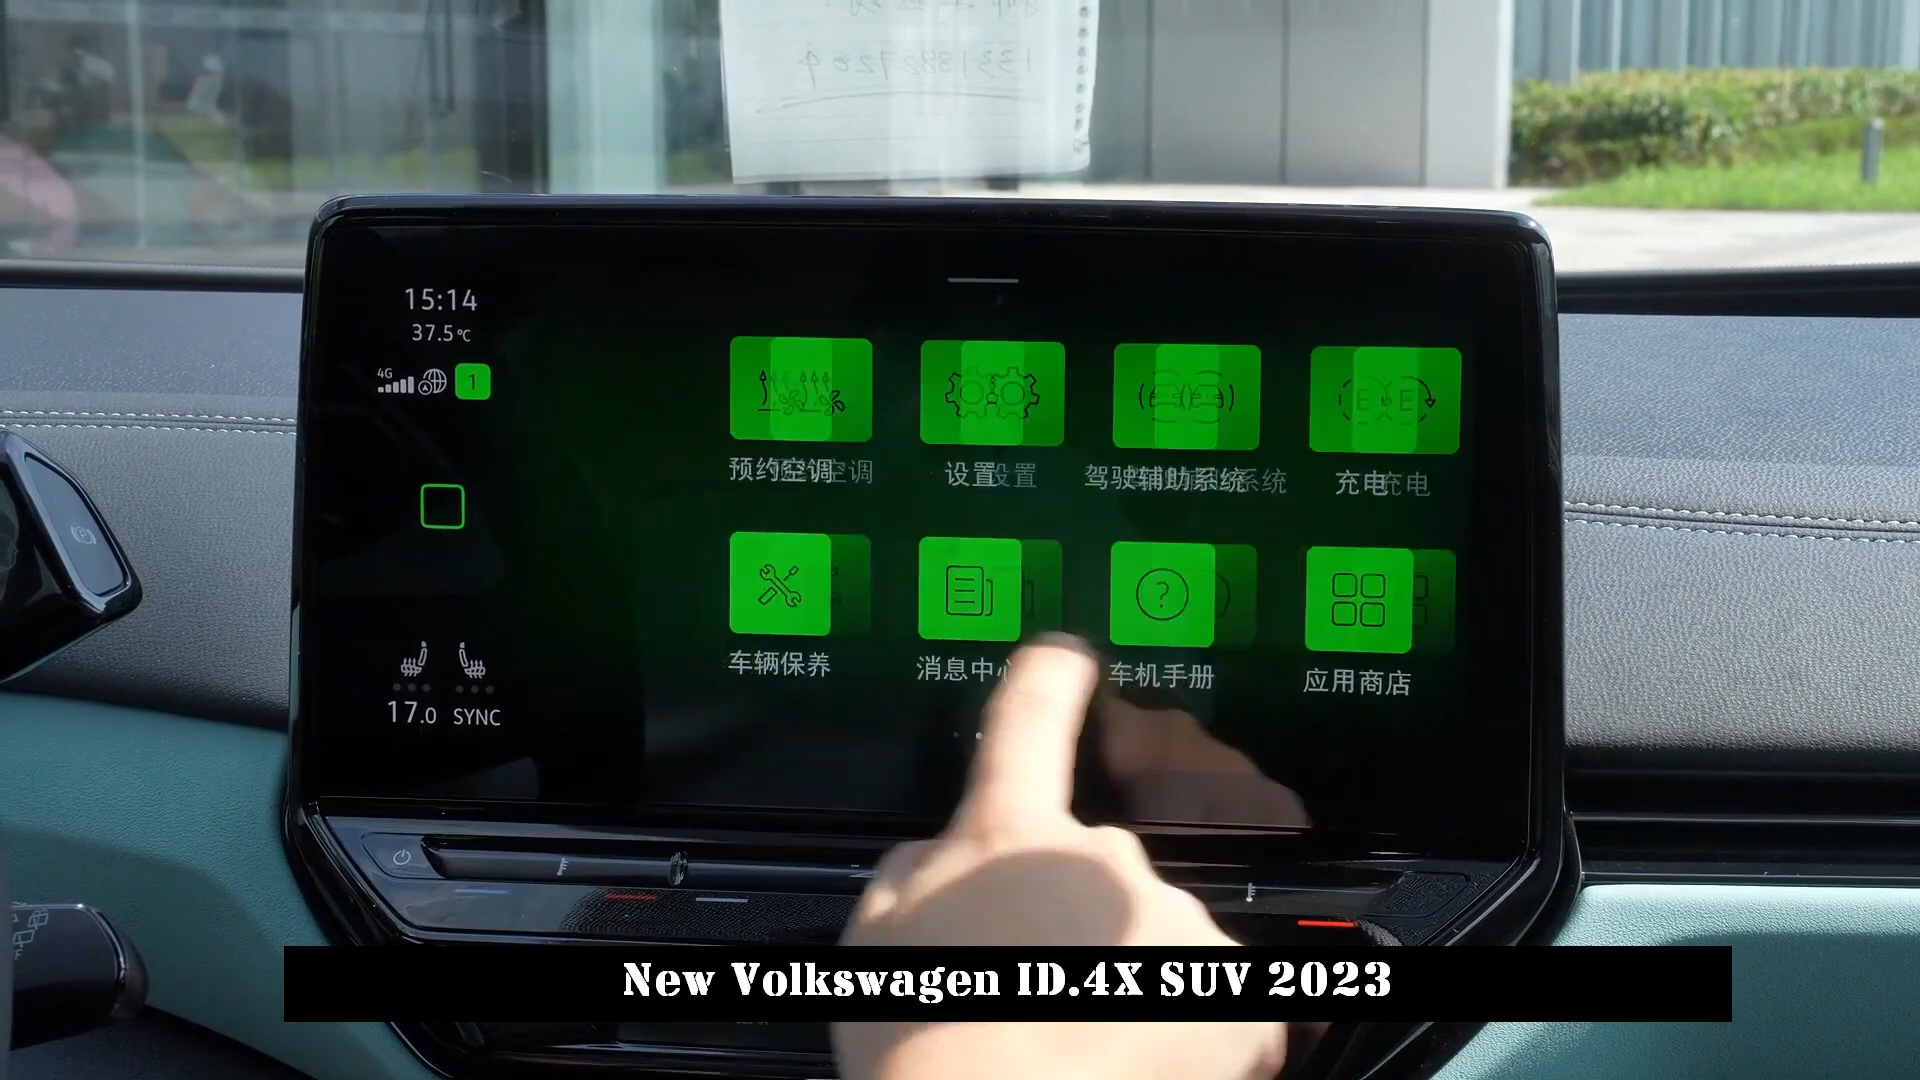 15:14
37.5°C
4G
1
预约空调
设置
驾驶辅助系统
充电
E E
车辆保养
消息中心
?
车机手册
应用商店
17.0 SYNC
New Volkswagen ID.4X SUV 2023